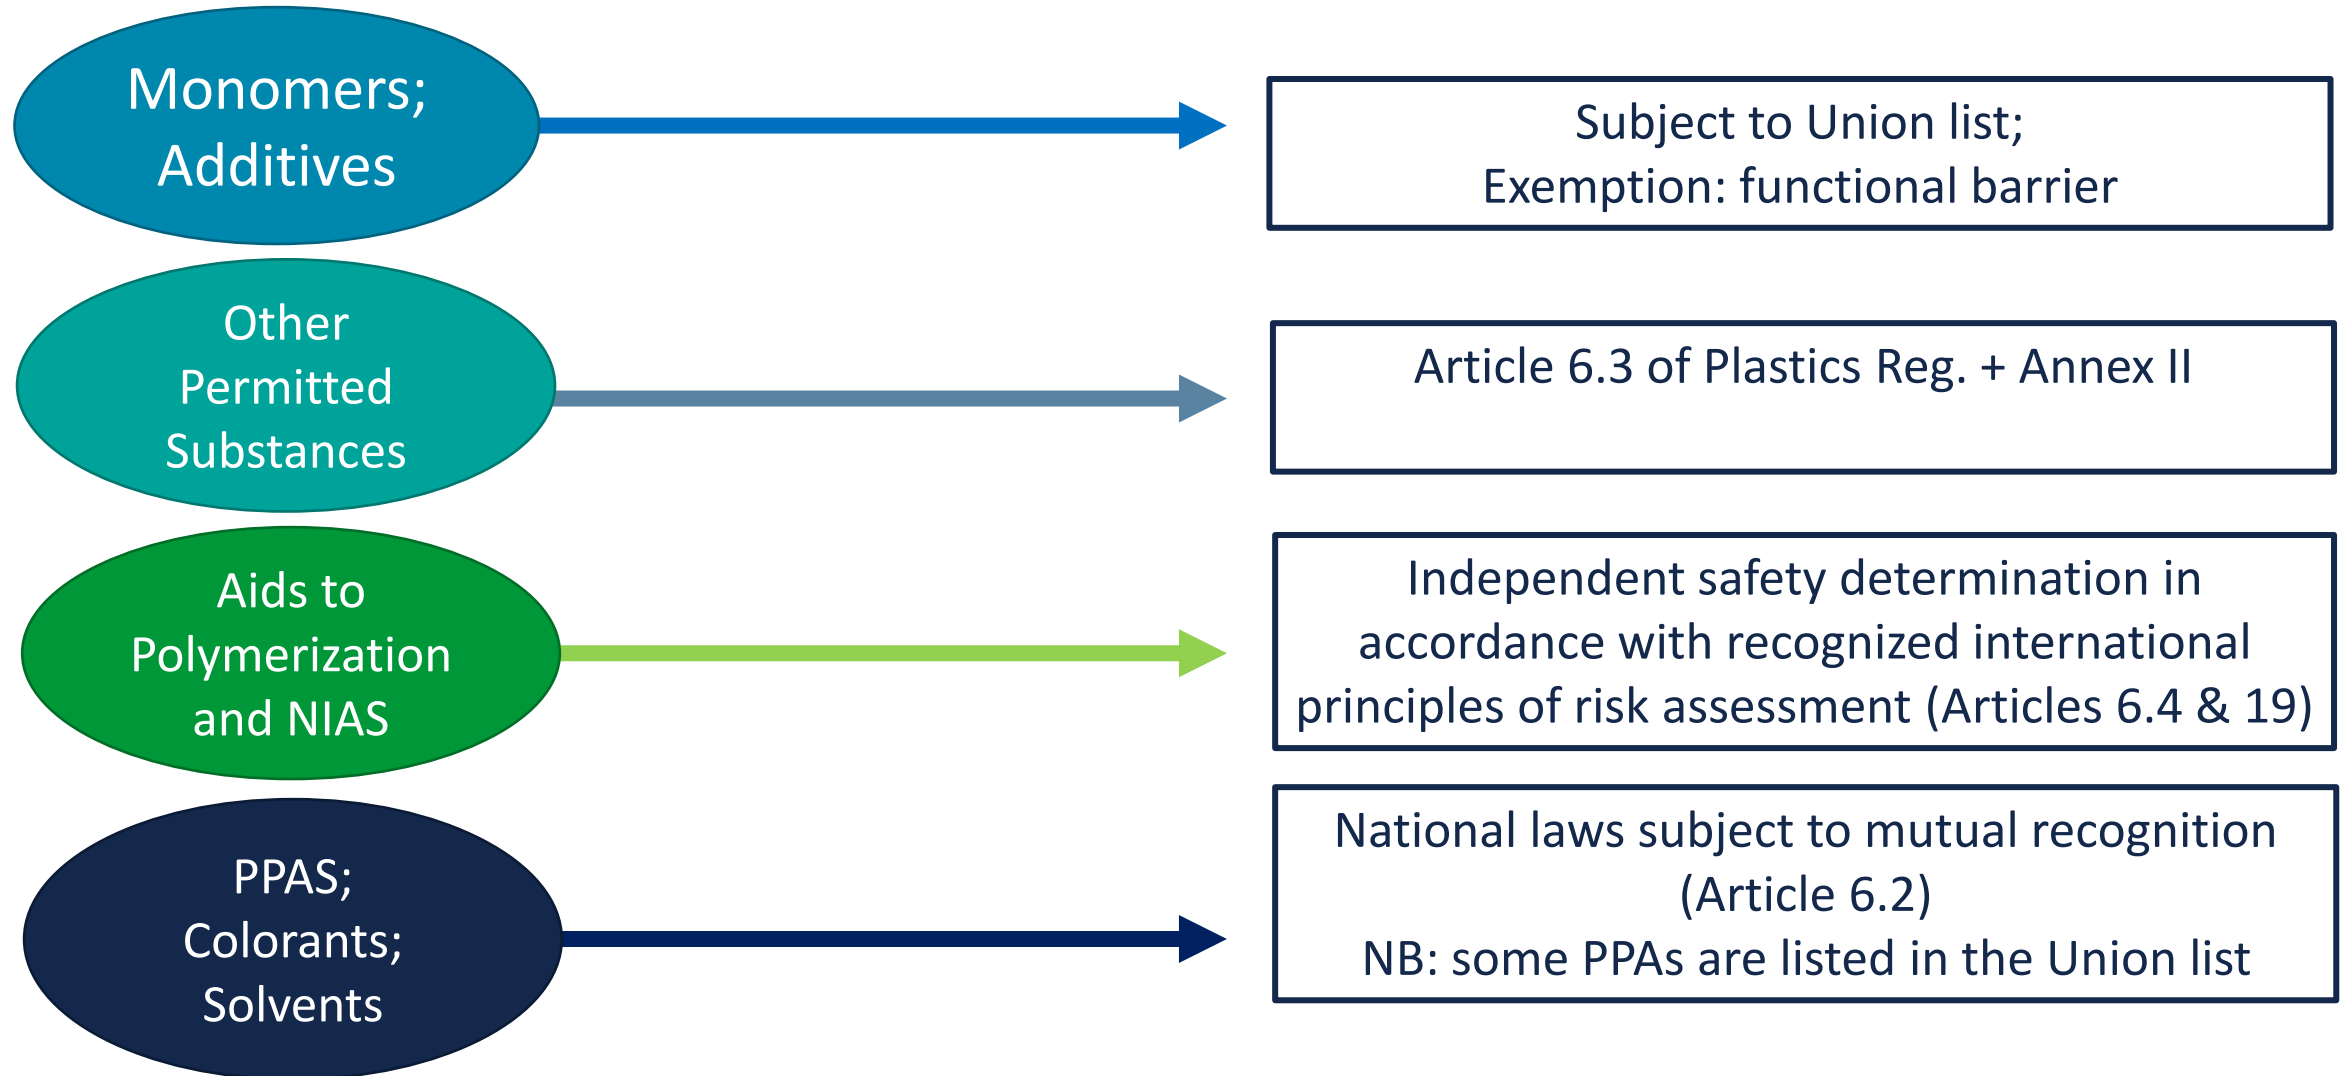 Monomers;
Additives
Subject to Union list;
Exemption: functional barrier
Other
Permitted
Substances
Article 6.3 of Plastics Reg. + Annex II
Aids to
Polymerization
and NIAS
Independent safety determination in
accordance with recognized international
principles of risk assessment (Articles 6.4 & 19)
PPAS;
Colorants;
Solvents
National laws subject to mutual recognition
(Article 6.2)
NB: some PPAs are listed in the Union list